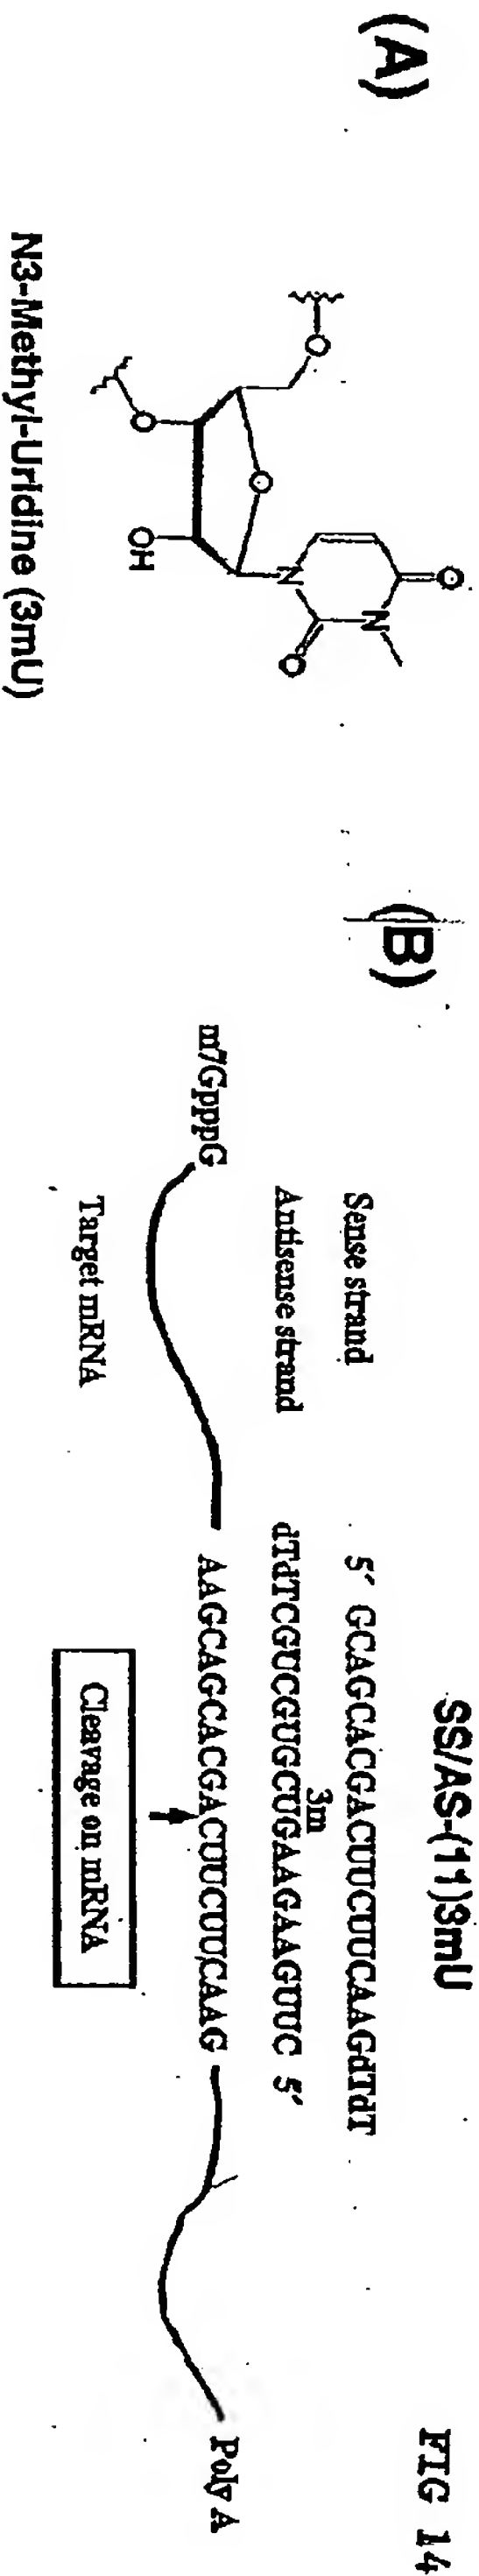 FIG 14
(A)
O
O
N
N
O
O
O
OH
N3-Methyl-Uridine (3mU)
(B)
SS/AS-(11)3mU
Sense strand
5′ GCAGCACGACUUCUUCAAGdTdT
3m
Antisense strand
dTdTCGUCGUGCUGAAGAAGUUC 5′
m7GpppG
AAGCAGCACGACUUCUUCAAG
Poly A
Target mRNA
Cleavage on mRNA